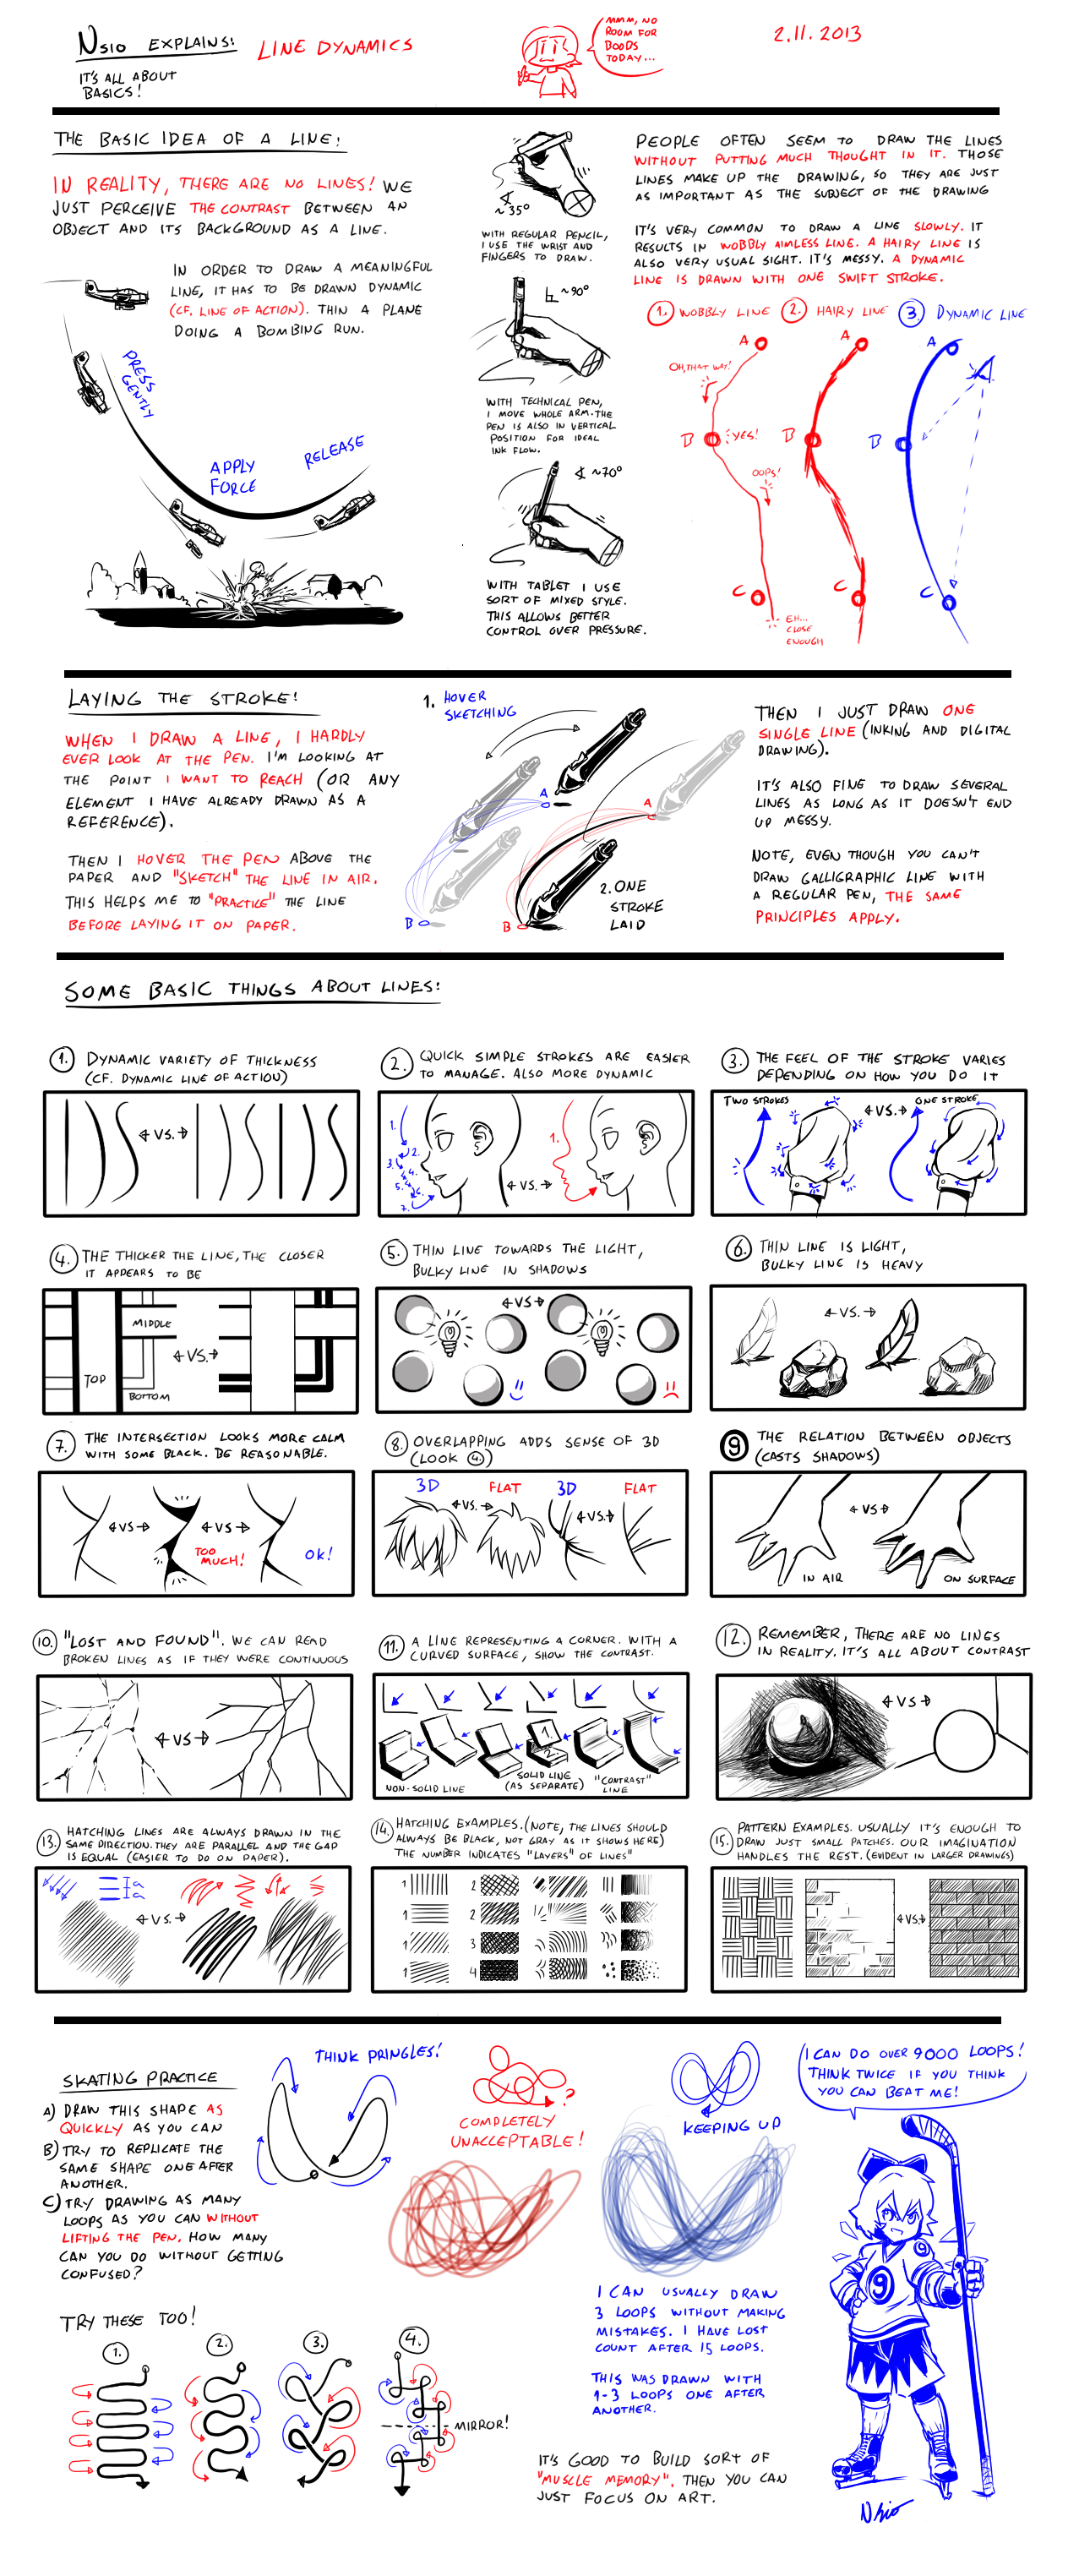 NSIO EXPLAINS: LINE DYNAMICS
IT'S ALL ABOUT
BASICS!
MMM, NO
ROOM FOR
BOOBS
TODAY...
2.11.2013
THE BASIC IDEA OF A LINE:
IN REALITY, THERE ARE NO LINES! WE
JUST PERCEIVE THE CONTRAST BETWEEN AN
OBJECT AND ITS BACKGROUND AS A LINE.
IN ORDER TO DRAW A MEANINGFUL
LINE, IT HAS TO BE DRAWN DYNAMIC
(CF. LINE OF ACTION). THIN A PLANE
DOING A BOMBING RUN.
PRESS
GENTLY
APPLY
FORCE
RELEASE
~35°
WITH REGULAR PENCIL,
I USE THE WRIST AND
FINGERS TO DRAW.
~90°
WITH TECHNICAL PEN,
I MOVE WHOLE ARM. THE
PEN IS ALSO IN VERTICAL
POSITION FOR IDEAL
INK FLOW.
~70°
WITH TABLET I USE
SORT OF MIXED STYLE.
THIS ALLOWS BETTER
CONTROL OVER PRESSURE.
PEOPLE OFTEN SEEM TO DRAW THE LINES
WITHOUT PUTTING MUCH THOUGHT IN IT. THOSE
LINES MAKE UP THE DRAWING, SO THEY ARE JUST
AS IMPORTANT AS THE SUBJECT OF THE DRAWING
IT'S VERY COMMON TO DRAW A LINE SLOWLY. IT
RESULTS IN WOBBLY AIMLESS LINE. A HAIRY LINE IS
ALSO VERY USUAL SIGHT. IT'S MESSY. A DYNAMIC
LINE IS DRAWN WITH ONE SWIFT STROKE.
1. WOBBLY LINE 2. HAIRY LINE 3. DYNAMIC LINE
A A A
OH, THAT WAY!
B YES! B B
OOPS!
C C C
EH...
CLOSE
ENOUGH
LAYING THE STROKE!
WHEN I DRAW A LINE, I HARDLY
EVER LOOK AT THE PEN. I'M LOOKING AT
THE POINT I WANT TO REACH (OR ANY
ELEMENT I HAVE ALREADY DRAWN AS A
REFERENCE).
THEN I HOVER THE PEN ABOVE THE
PAPER AND "SKETCH" THE LINE IN AIR.
THIS HELPS ME TO "PRACTICE" THE LINE
BEFORE LAYING IT ON PAPER.
1. HOVER
SKETCHING
A A
B B
2. ONE
STROKE
LAID
THEN I JUST DRAW ONE
SINGLE LINE (INKING AND DIGITAL
DRAWING).
IT'S ALSO FINE TO DRAW SEVERAL
LINES AS LONG AS IT DOESN'T END
UP MESSY.
NOTE, EVEN THOUGH YOU CAN'T
DRAW GALLIGRAPHIC LINE WITH
A REGULAR PEN, THE SAME
PRINCIPLES APPLY.
SOME BASIC THINGS ABOUT LINES:
1. DYNAMIC VARIETY OF THICKNESS
(CF. DYNAMIC LINE OF ACTION)
VS.
2. QUICK SIMPLE STROKES ARE EASIER
TO MANAGE. ALSO MORE DYNAMIC
1.
2.
3.
4.
5.
6.
7.
VS.
1.
3. THE FEEL OF THE STROKE VARIES
DEPENDING ON HOW YOU DO IT
TWO STROKES VS. ONE STROKE
4. THE THICKER THE LINE, THE CLOSER
IT APPEARS TO BE
MIDDLE
TOP
BOTTOM
VS.
5. THIN LINE TOWARDS THE LIGHT,
BULKY LINE IN SHADOWS
VS
6. THIN LINE IS LIGHT,
BULKY LINE IS HEAVY
VS.
7. THE INTERSECTION LOOKS MORE CALM
WITH SOME BLACK. BE REASONABLE.
VS VS
TOO
MUCH!
OK!
8. OVERLAPPING ADDS SENSE OF 3D
(LOOK 4.)
3D FLAT 3D FLAT
VS. VS.
9 THE RELATION BETWEEN OBJECTS
(CASTS SHADOWS)
VS
IN AIR ON SURFACE
10. "LOST AND FOUND". WE CAN READ
BROKEN LINES AS IF THEY WERE CONTINUOUS
VS
11. A LINE REPRESENTING A CORNER. WITH A
CURVED SURFACE, SHOW THE CONTRAST.
1
2
NON-SOLID LINE
SOLID LINE
(AS SEPARATE)
"CONTRAST"
LINE
12. REMEMBER, THERE ARE NO LINES
IN REALITY. IT'S ALL ABOUT CONTRAST
VS
13. HATCHING LINES ARE ALWAYS DRAWN IN THE
SAME DIRECTION. THEY ARE PARALLEL AND THE GAP
IS EQUAL (EASIER TO DO ON PAPER).
a
a
VS.
14. HATCHING EXAMPLES. (NOTE, THE LINES SHOULD
ALWAYS BE BLACK, NOT GRAY AS IT SHOWS HERE)
THE NUMBER INDICATES "LAYERS" OF LINES"
1 2
1 2
1 3
1 4
15. PATTERN EXAMPLES. USUALLY IT'S ENOUGH TO
DRAW JUST SMALL PATCHES. OUR IMAGINATION
HANDLES THE REST. (EVIDENT IN LARGER DRAWINGS)
VS.
SKATING PRACTICE
A) DRAW THIS SHAPE AS
QUICKLY AS YOU CAN
B) TRY TO REPLICATE THE
SAME SHAPE ONE AFTER
ANOTHER.
C) TRY DRAWING AS MANY
LOOPS AS YOU CAN WITHOUT
LIFTING THE PEN. HOW MANY
CAN YOU DO WITHOUT GETTING
CONFUSED?
THINK PRINGLES!
?
COMPLETELY
UNACCEPTABLE!
KEEPING UP
I CAN DO OVER 9000 LOOPS!
THINK TWICE IF YOU THINK
YOU CAN BEAT ME!
9
9
I CAN USUALLY DRAW
3 LOOPS WITHOUT MAKING
MISTAKES. I HAVE LOST
COUNT AFTER 15 LOOPS.
THIS WAS DRAWN WITH
1-3 LOOPS ONE AFTER
ANOTHER.
TRY THESE TOO!
1. 2. 3. 4.
MIRROR!
IT'S GOOD TO BUILD SORT OF
"MUSCLE MEMORY". THEN YOU CAN
JUST FOCUS ON ART.
Nsio